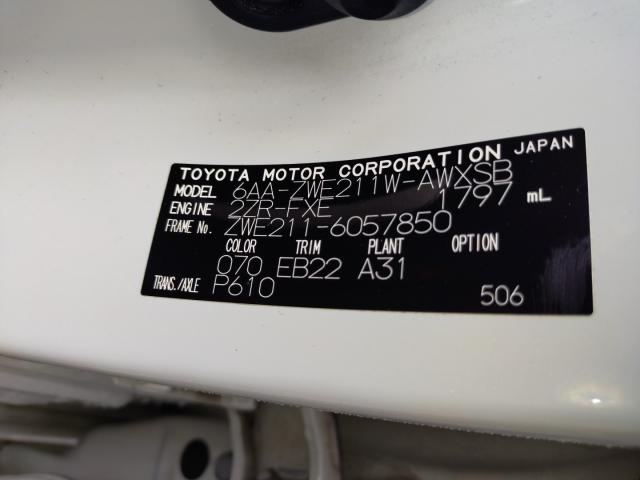 TOYOTA MOTOR CORPORATION JAPAN
MODEL 6AA-ZWE211W-AWXSB
ENGINE 2ZR-FXE 1797 mL
FRAME No. ZWE211-6057850
COLOR TRIM PLANT OPTION
070 EB22 A31
TRANS./AXLE P610
506